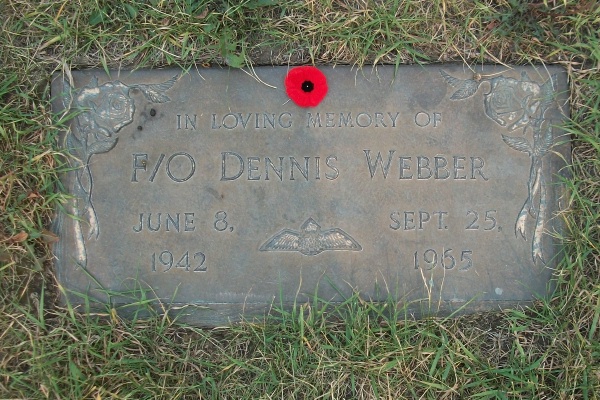 IN LOVING MEMORY OF
F/O DENNIS WEBBER
JUNE 8, SEPT. 25,
1942 1965